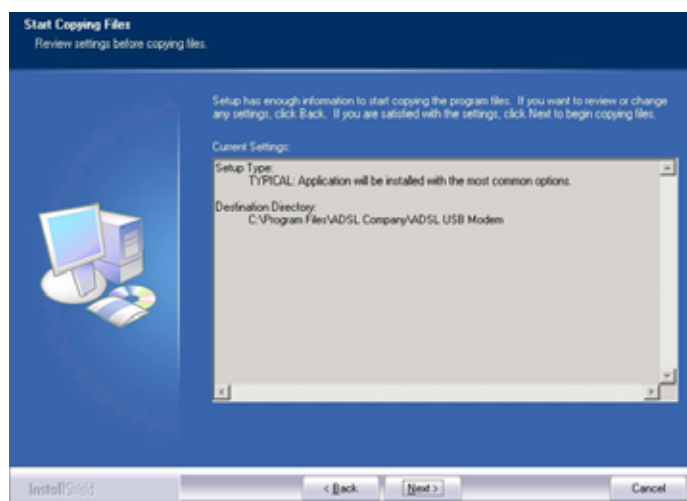 Start Copying Files
Review settings before copying files.
Setup has enough information to start copying the program files. If you want to review or change
any settings, click Back. If you are satisfied with the settings, click Next to begin copying files.
Current Settings:
Setup Type:
TYPICAL: Application will be installed with the most common options.
Destination Directory:
C:\Program Files\ADSL Company\ADSL USB Modem
InstallShield
< Back
Next >
Cancel